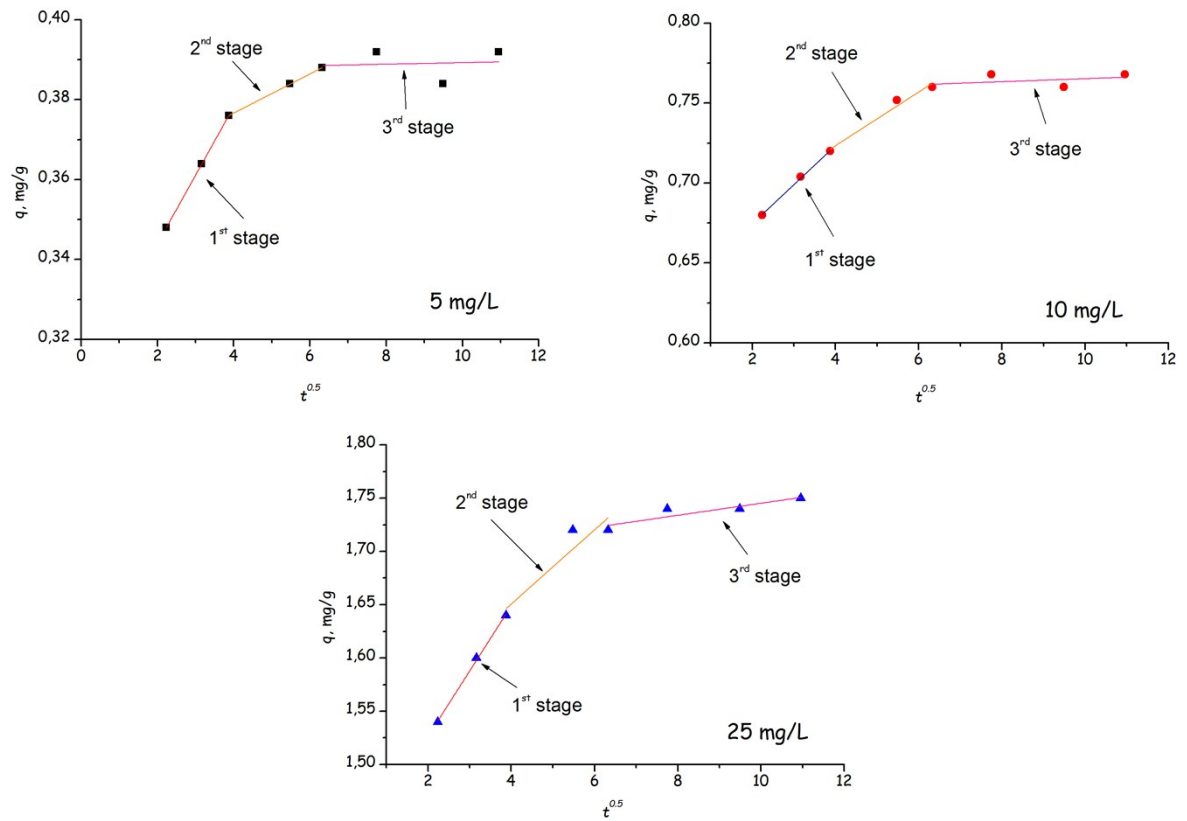 0,40
0,38
0,36
0,34
0,32
q, mg/g
2nd stage
3rd stage
1st stage
5 mg/L
0 2 4 6 8 10 12
t0.5
0,80
0,75
0,70
0,65
0,60
q, mg/g
2nd stage
3rd stage
1st stage
10 mg/L
2 4 6 8 10 12
t0.5
1,80
1,75
1,70
1,65
1,60
1,55
1,50
q, mg/g
2nd stage
3rd stage
1st stage
25 mg/L
2 4 6 8 10 12
t0.5